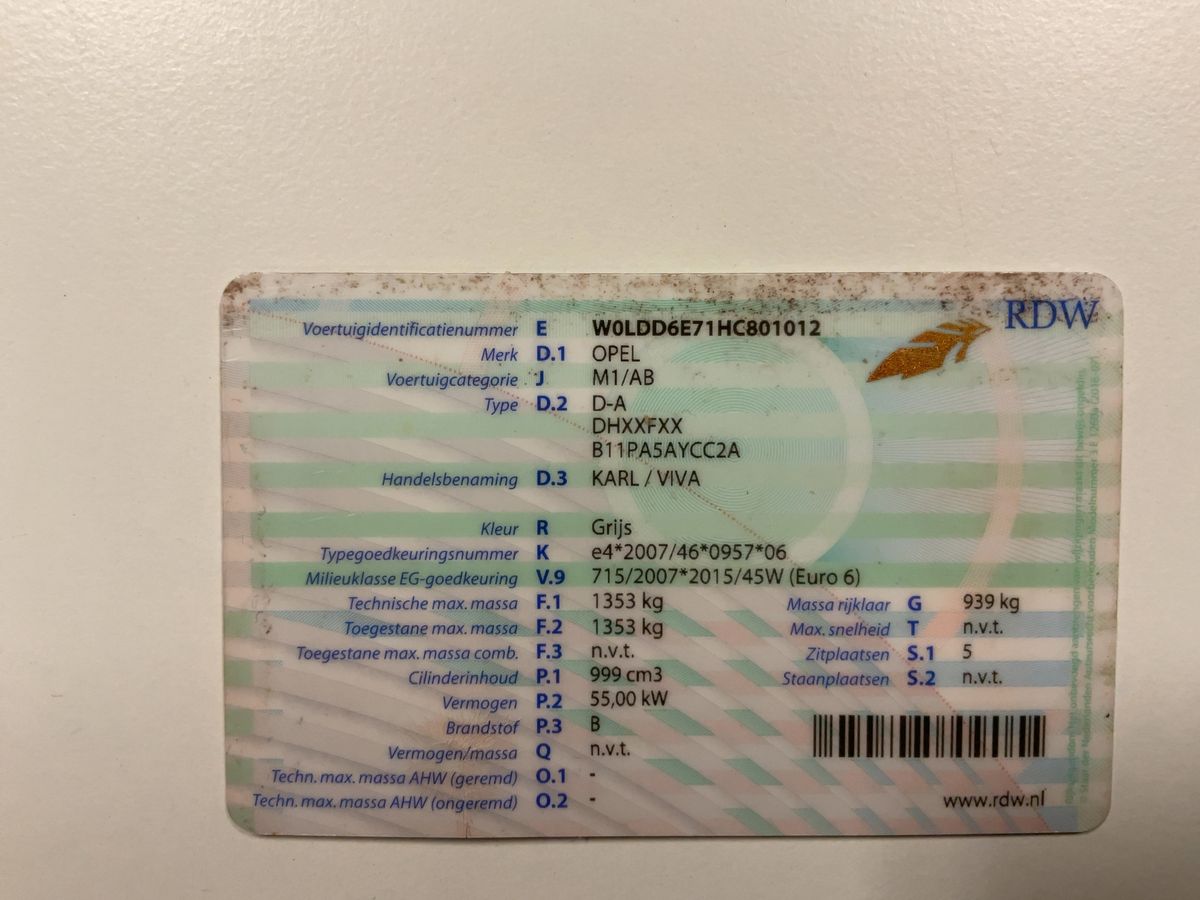 RDW
Voertuigidentificatienummer E W0LDD6E71HC801012
Merk D.1 OPEL
Voertuigcategorie J M1/AB
Type D.2 D-A
DHXXFXX
B11PA5AYCC2A
Handelsbenaming D.3 KARL / VIVA
Kleur R Grijs
Typegoedkeuringsnummer K e4*2007/46*0957*06
Milieuklasse EG-goedkeuring V.9 715/2007*2015/45W (Euro 6)
Technische max. massa F.1 1353 kg Massa rijklaar G 939 kg
Toegestane max. massa F.2 1353 kg Max. snelheid T n.v.t.
Toegestane max. massa comb. F.3 n.v.t. Zitplaatsen S.1 5
Cilinderinhoud P.1 999 cm3 Staanplaatsen S.2 n.v.t.
Vermogen P.2 55,00 kW
Brandstof P.3 B
Vermogen/massa Q n.v.t.
Techn. max. massa AHW (geremd) O.1 -
Techn. max. massa AHW (ongeremd) O.2 -
www.rdw.nl